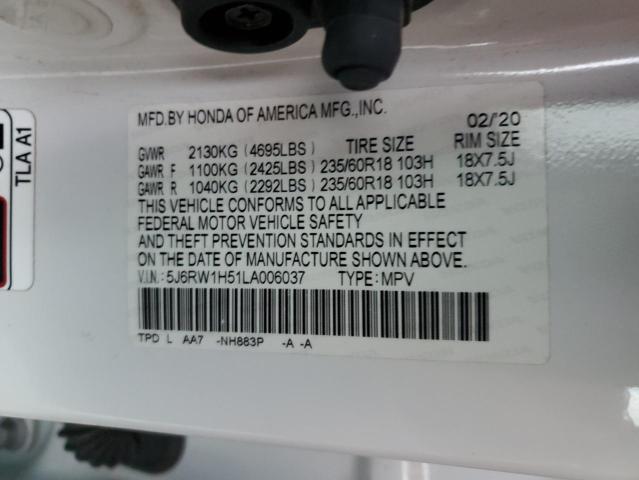 MFD.BY HONDA OF AMERICA MFG.,INC. 02/'20
GVWR 2130KG (4695LBS) TIRE SIZE RIM SIZE
GAWR F 1100KG (2425LBS) 235/60R18 103H 18X7.5J
GAWR R 1040KG (2292LBS) 235/60R18 103H 18X7.5J
THIS VEHICLE CONFORMS TO ALL APPLICABLE
FEDERAL MOTOR VEHICLE SAFETY
AND THEFT PREVENTION STANDARDS IN EFFECT
ON THE DATE OF MANUFACTURE SHOWN ABOVE.
V.I.N.: 5J6RW1H51LA006037 TYPE: MPV
TPD L AA7 -NH883P -A -A
TLA A1